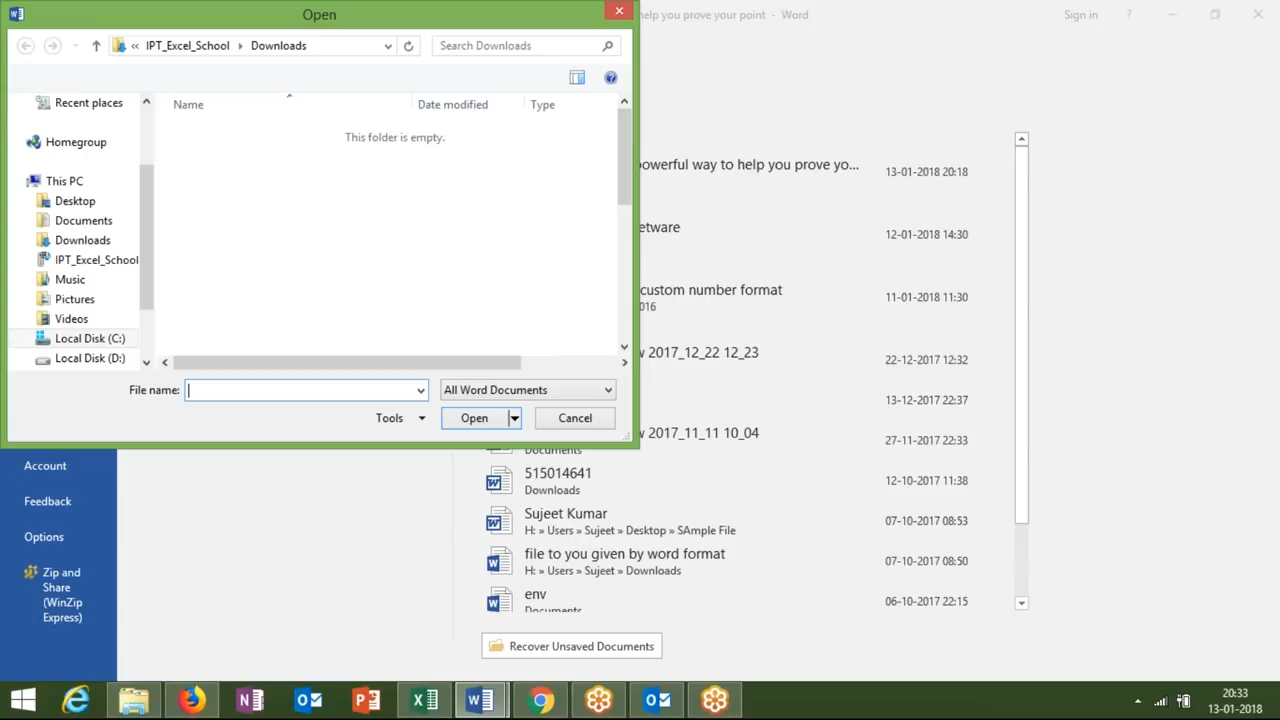 Open
help you prove your point - Word
Sign in
?
« IPT_Excel_School Downloads
Search Downloads
Name
Date modified
Type
This folder is empty.
Recent places
Homegroup
This PC
Desktop
Documents
Downloads
IPT_Excel_School
Music
Pictures
Videos
Local Disk (C:)
Local Disk (D:)
File name:
All Word Documents
Tools
Open
Cancel
powerful way to help you prove yo...
13-01-2018 20:18
etware
12-01-2018 14:30
custom number format
016
11-01-2018 11:30
w 2017_12_22 12_23
22-12-2017 12:32
13-12-2017 22:37
w 2017_11_11 10_04
Documents
27-11-2017 22:33
515014641
Downloads
12-10-2017 11:38
Sujeet Kumar
H: » Users » Sujeet » Desktop » SAmple File
07-10-2017 08:53
file to you given by word format
H: » Users » Sujeet » Downloads
07-10-2017 08:50
env
Documents
06-10-2017 22:15
Recover Unsaved Documents
Account
Feedback
Options
Zip and
Share
(WinZip
Express)
20:33
13-01-2018